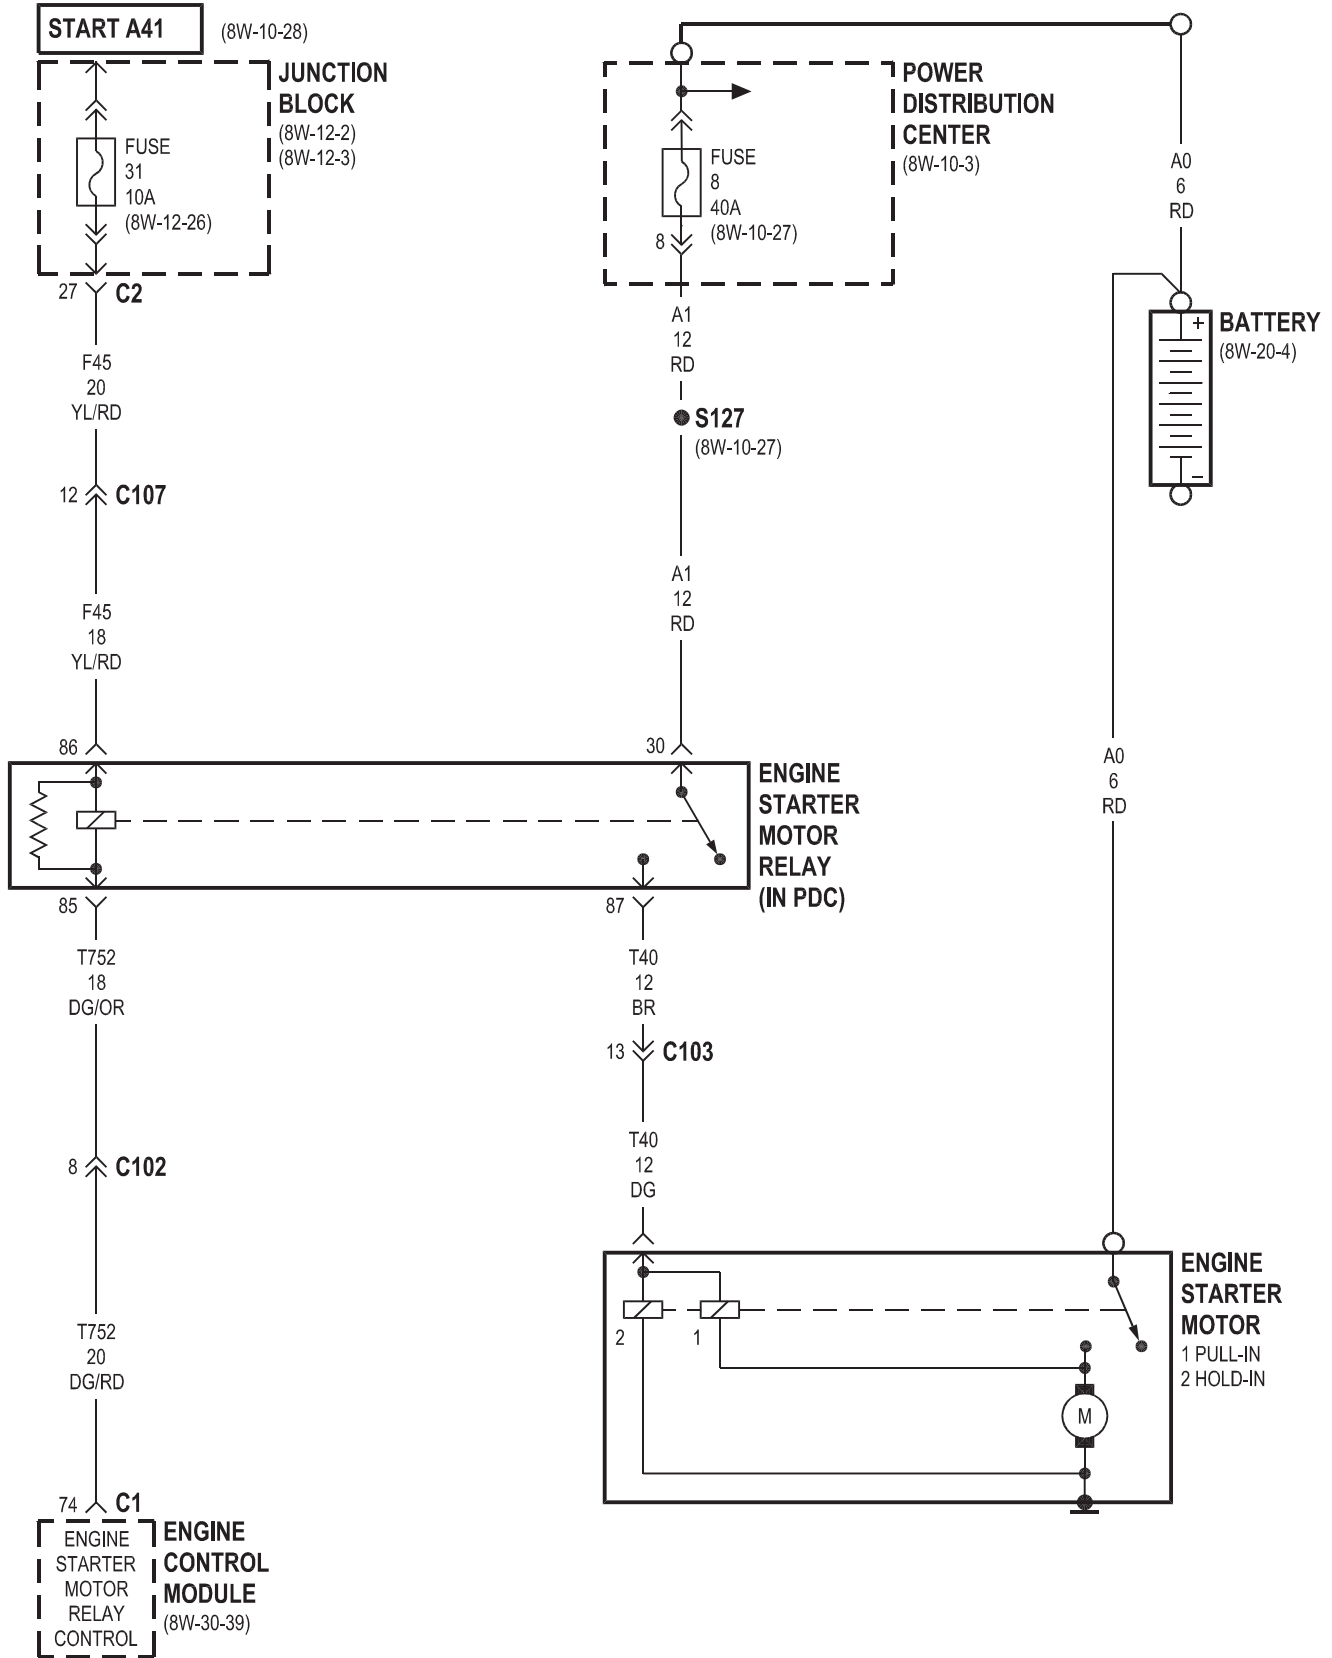 START A41
(8W-10-28)
JUNCTION
BLOCK
(8W-12-2)
(8W-12-3)
FUSE
31
10A
(8W-12-26)
27
C2
F45
20
YL/RD
12
C107
F45
18
YL/RD
86
POWER
DISTRIBUTION
CENTER
(8W-10-3)
FUSE
8
40A
(8W-10-27)
8
A1
12
RD
S127
(8W-10-27)
A1
12
RD
30
A0
6
RD
+
−
BATTERY
(8W-20-4)
A0
6
RD
ENGINE
STARTER
MOTOR
RELAY
(IN PDC)
85
T752
18
DG/OR
8
C102
T752
20
DG/RD
74
C1
ENGINE
STARTER
MOTOR
RELAY
CONTROL
ENGINE
CONTROL
MODULE
(8W-30-39)
87
T40
12
BR
13
C103
T40
12
DG
2
1
M
ENGINE
STARTER
MOTOR
1 PULL-IN
2 HOLD-IN